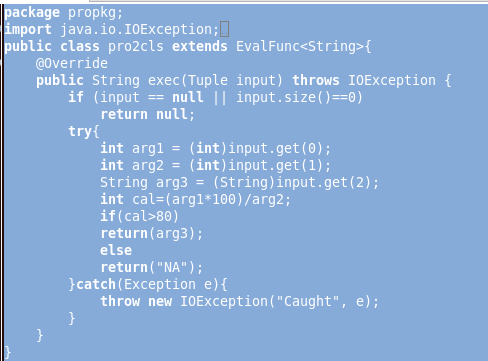 package propkg;
import java.io.IOException;
public class pro2cls extends EvalFunc<String>{
    @Override
    public String exec(Tuple input) throws IOException {
        if (input == null || input.size()==0)
            return null;
        try{
            int arg1 = (int)input.get(0);
            int arg2 = (int)input.get(1);
            String arg3 = (String)input.get(2);
            int cal=(arg1*100)/arg2;
            if(cal>80)
            return(arg3);
            else
            return("NA");
        }catch(Exception e){
            throw new IOException("Caught", e);
        }
    }
}